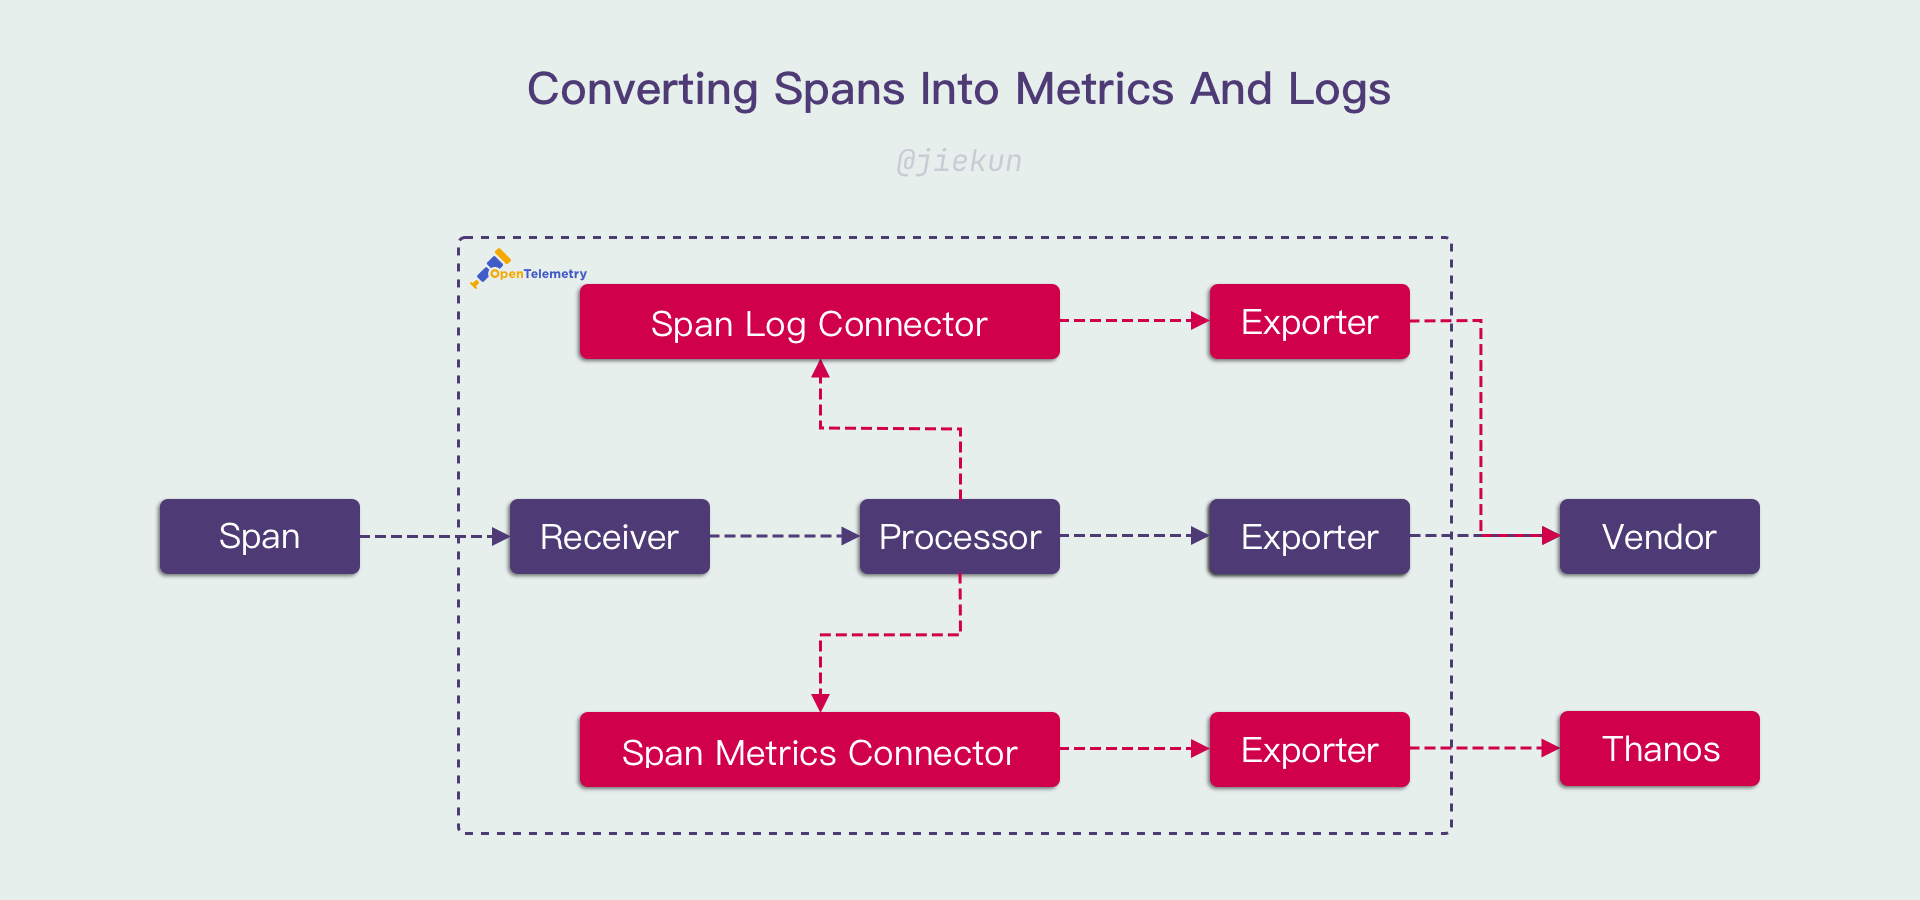 Converting Spans Into Metrics And Logs
@jiekun
OpenTelemetry
Span Log Connector
Exporter
Span
Receiver
Processor
Exporter
Vendor
Span Metrics Connector
Exporter
Thanos